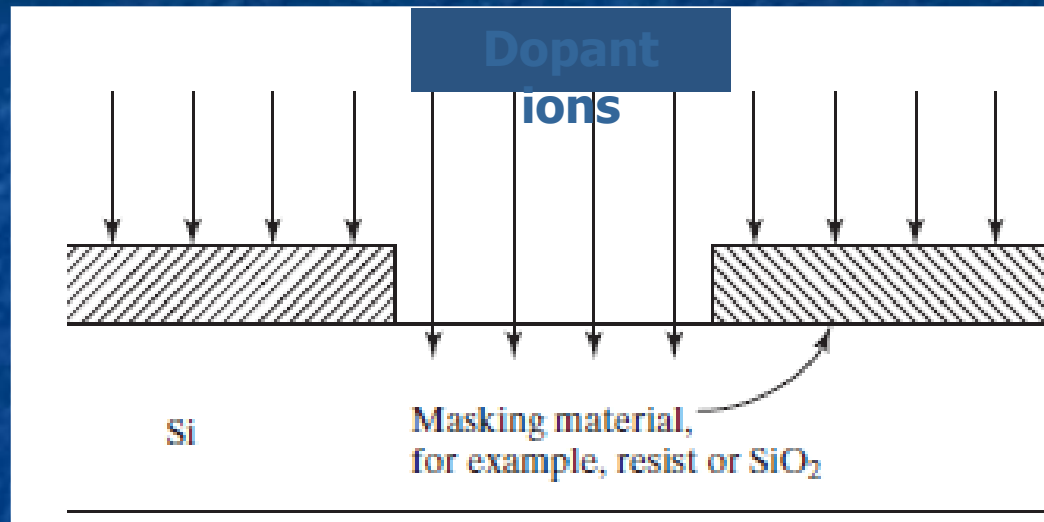 Dopant
ions
Si
Masking material,
for example, resist or SiO₂